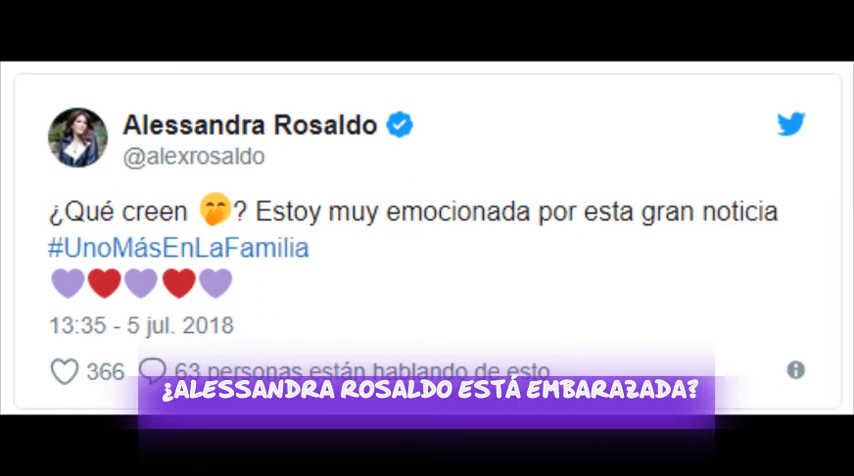 Alessandra Rosaldo
@alexrosaldo
¿Qué creen 🤭? Estoy muy emocionada por esta gran noticia
#UnoMásEnLaFamilia
💜❤️💜❤️💜
13:35 - 5 jul. 2018
366 63 personas están hablando de esto
¿ALESSANDRA ROSALDO ESTÁ EMBARAZADA?